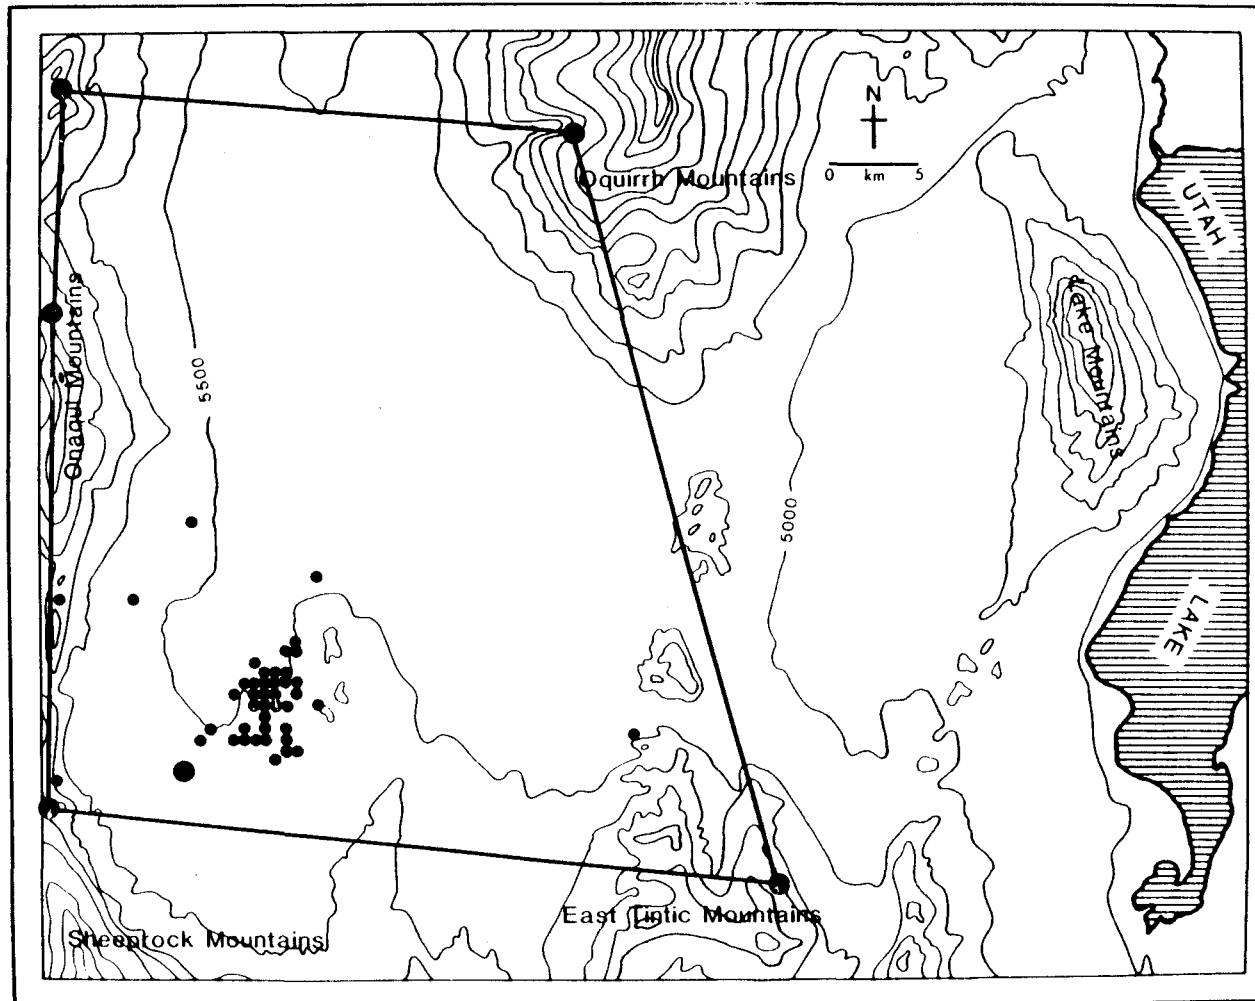 N
0 km 5
Oquirrh Mountains
UTAH
Lake Mountains
Onaqui Mountains
5500
5000
LAKE
East Tintic Mountains
Sheeprock Mountains